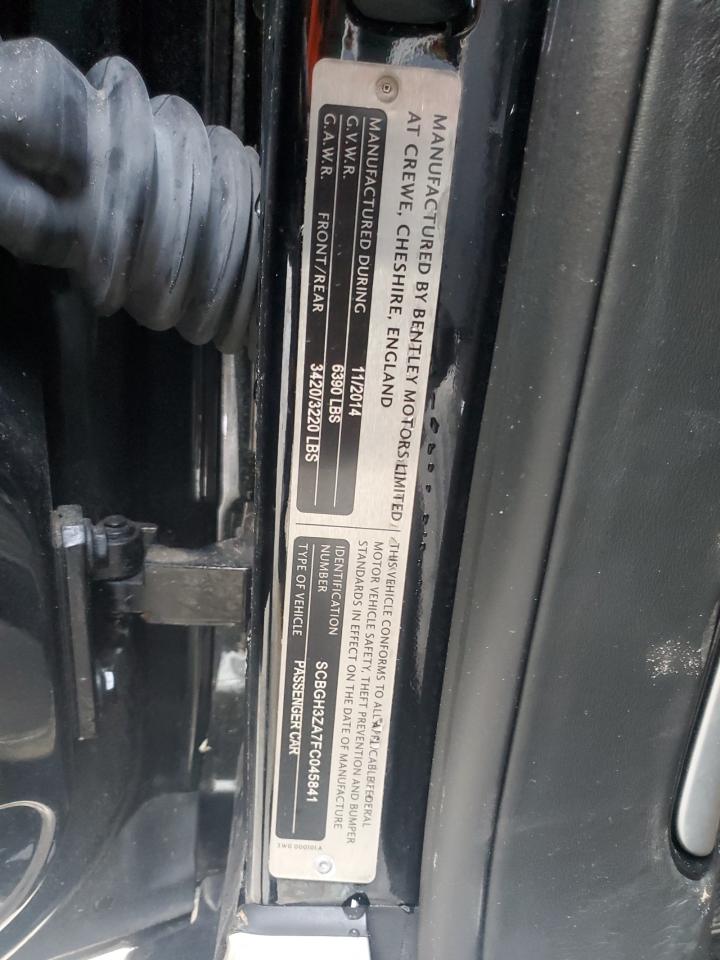 MANUFACTURED BY BENTLEY MOTORS LIMITED
AT CREWE, CHESHIRE, ENGLAND
MANUFACTURED DURING 11/2014
G.V.W.R. 6390 LBS
G.A.W.R. FRONT/REAR 3420/3220 LBS
THIS VEHICLE CONFORMS TO ALL APPLICABLE FEDERAL
MOTOR VEHICLE SAFETY, THEFT PREVENTION AND BUMPER
STANDARDS IN EFFECT ON THE DATE OF MANUFACTURE
IDENTIFICATION
NUMBER SCBGH3ZA7FC045841
TYPE OF VEHICLE PASSENGER CAR